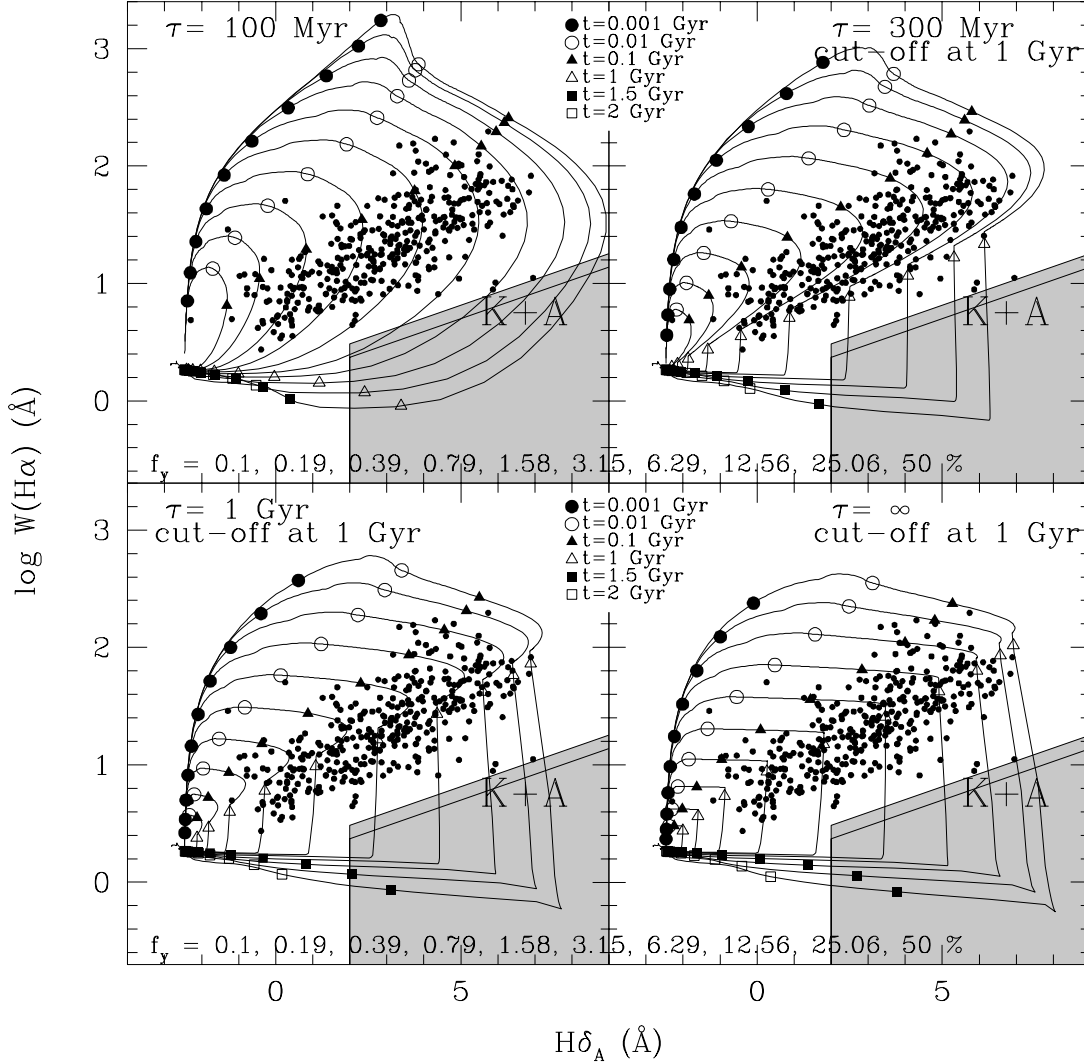 τ= 100 Myr
τ= 300 Myr
cut-off at 1 Gyr
t=0.001 Gyr
t=0.01 Gyr
t=0.1 Gyr
t=1 Gyr
t=1.5 Gyr
t=2 Gyr
3
2
1
0
K+A
K+A
f_y = 0.1, 0.19, 0.39, 0.79, 1.58, 3.15, 6.29, 12.56, 25.06, 50 %
τ= 1 Gyr
cut-off at 1 Gyr
τ= ∞
cut-off at 1 Gyr
t=0.001 Gyr
t=0.01 Gyr
t=0.1 Gyr
t=1 Gyr
t=1.5 Gyr
t=2 Gyr
3
2
1
0
K+A
K+A
f_y = 0.1, 0.19, 0.39, 0.79, 1.58, 3.15, 6.29, 12.56, 25.06, 50 %
0 5 0 5
Hδ_A (Å)
log W(Hα) (Å)